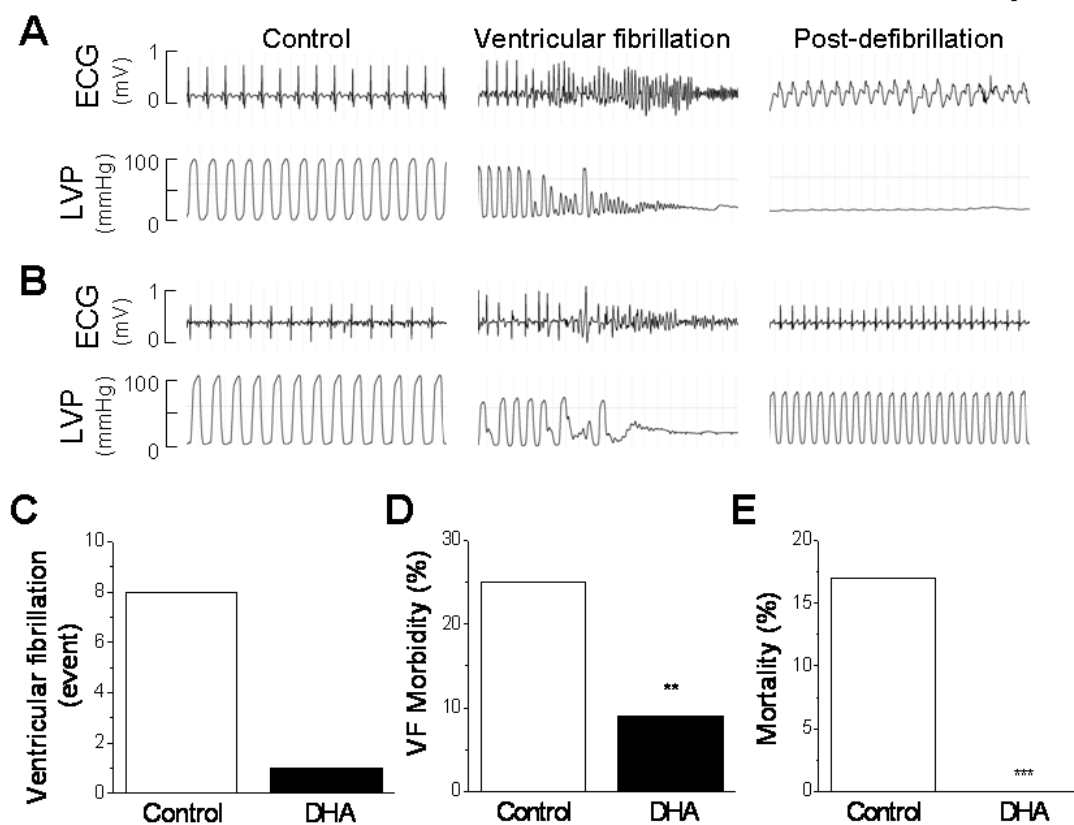 A
Control
Ventricular fibrillation
Post-defibrillation
ECG
(mV)
1
0
LVP
(mmHg)
100
0
B
ECG
(mV)
1
0
LVP
(mmHg)
100
0
C
Ventricular fibrillation
(event)
10
8
6
4
2
0
Control
DHA
D
VF Morbidity (%)
30
20
10
0
**
Control
DHA
E
Mortality (%)
20
15
10
5
0
***
Control
DHA